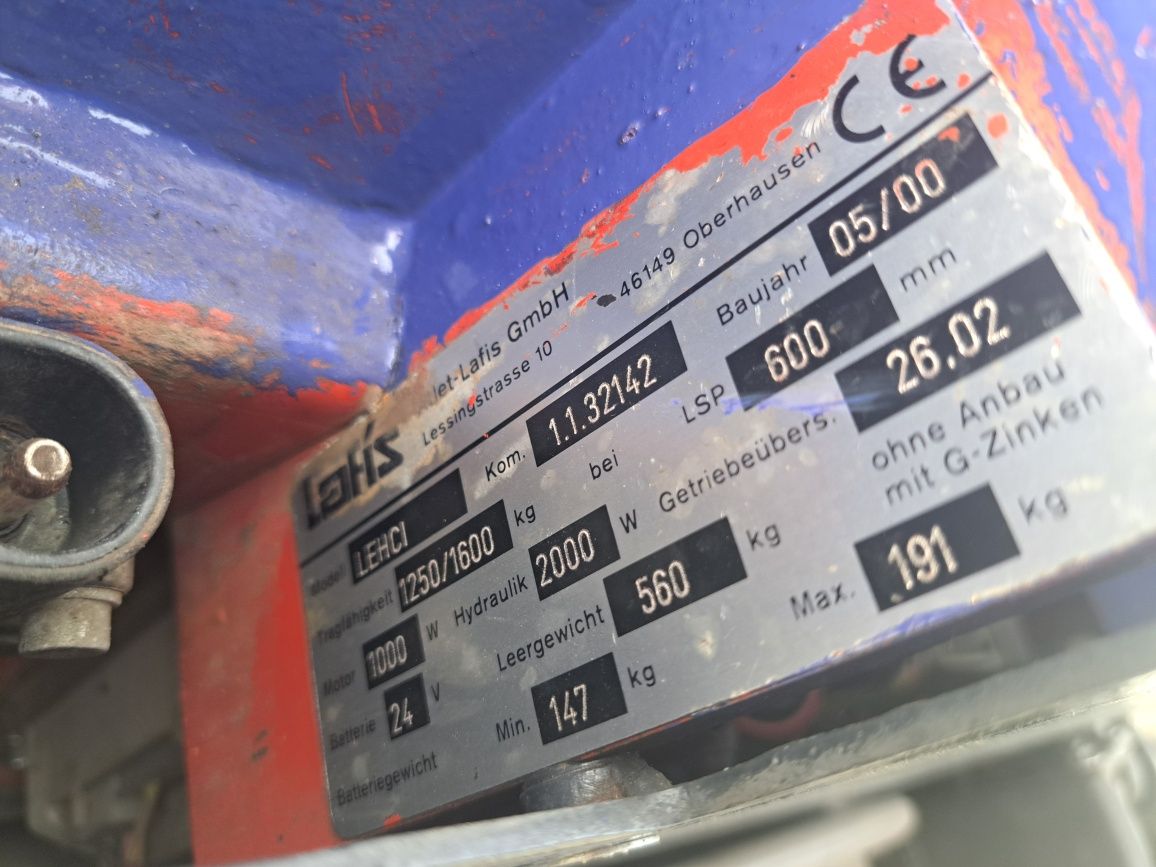 Lafis
let-Lafis GmbH
Lessingstrasse 10 46149 Oberhausen CE
Modell LEHCI Kom. 1.1.32142 Baujahr 05/00
Tragfähigkeit 1250/1600 kg bei LSP 600 mm
Motor 1000 W Hydraulik 2000 W Getriebeübers. 26.02
Batterie 24 V Leergewicht 560 kg ohne Anbau mit G-Zinken
Batteriegewicht Min. 147 kg Max. 191 kg